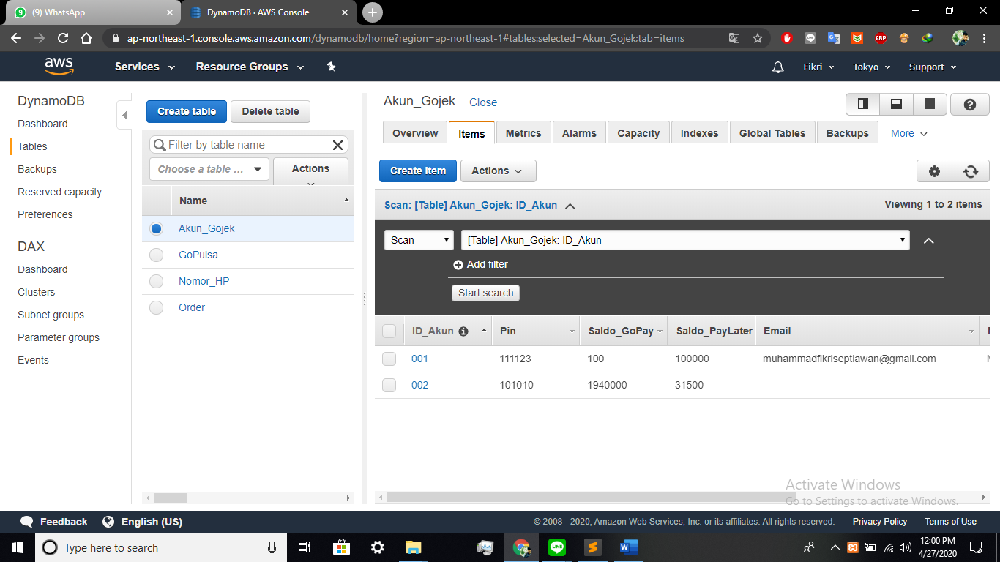 (9) WhatsApp
DynamoDB · AWS Console
ap-northeast-1.console.aws.amazon.com/dynamodb/home?region=ap-northeast-1#tables:selected=Akun_Gojek;tab=items
aws
Services
Resource Groups
Fikri
Tokyo
Support
DynamoDB
Dashboard
Tables
Backups
Reserved capacity
Preferences
DAX
Dashboard
Clusters
Subnet groups
Parameter groups
Events
Create table
Delete table
Filter by table name
Choose a table ...
Actions
Name
Akun_Gojek
GoPulsa
Nomor_HP
Order
Akun_Gojek Close
Overview Items Metrics Alarms Capacity Indexes Global Tables Backups More
Create item Actions
Scan: [Table] Akun_Gojek: ID_Akun
Viewing 1 to 2 items
Scan [Table] Akun_Gojek: ID_Akun
Add filter
Start search
ID_Akun Pin Saldo_GoPay Saldo_PayLater Email
001 111123 100 100000 muhammadfikriseptiawan@gmail.com
002 101010 1940000 31500
Activate Windows
Go to Settings to activate Windows.
Feedback English (US)
© 2008 - 2020, Amazon Web Services, Inc. or its affiliates. All rights reserved. Privacy Policy Terms of Use
Type here to search
12:00 PM
4/27/2020